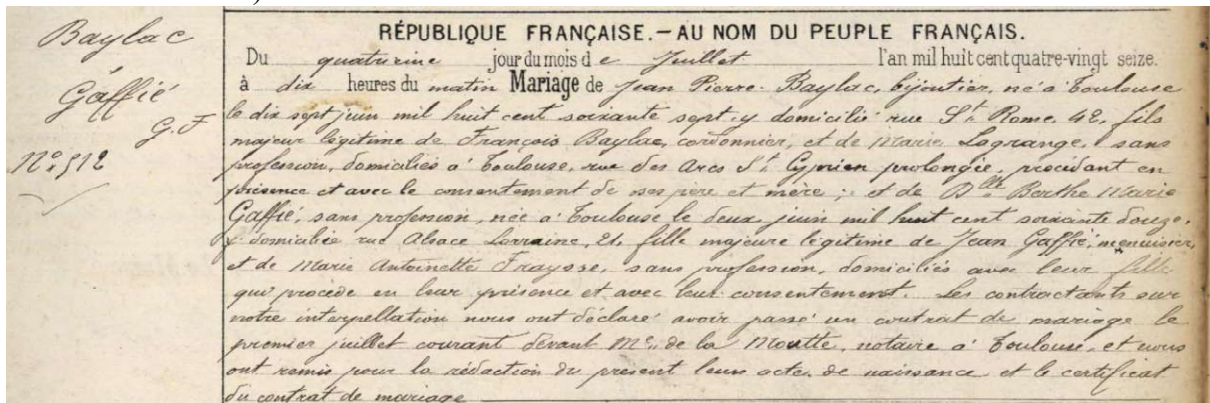 Baylac
Gaffié
G. F
N° 512
RÉPUBLIQUE FRANÇAISE.—AU NOM DU PEUPLE FRANÇAIS.
Du quatorze jour du mois de Juillet l'an mil huit cent quatre-vingt seize.
à dix heures du matin Mariage de Jean Pierre Baylac, bijoutier, né à Toulouse
le dix sept juin mil huit cent soixante sept, y domicilié rue St. Rome, 42, fils
majeur légitime de François Baylac, cordonnier, et de Marie Lagrange, sans
profession, domiciliés à Toulouse, rue des Arcs St. Cyprien prolongée, procédant en
présence et avec le consentement de ses père et mère; et de Dlle Berthe Marie
Gaffié, sans profession, née à Toulouse le deux juin mil huit cent soixante douze,
y domiciliée rue Alsace Lorraine, 21, fille majeure légitime de Jean Gaffié, menuisier,
et de Marie Antoinette Fraysse, sans profession, domiciliés avec leur fille
qui procède en leur présence et avec leur consentement. Les contractants sur
notre interpellation nous ont déclaré avoir passé un contrat de mariage le
premier juillet courant devant Me. de la Moutte, notaire à Toulouse, et nous
ont remis pour la rédaction du présent leurs actes de naissance et le certificat
du contrat de mariage